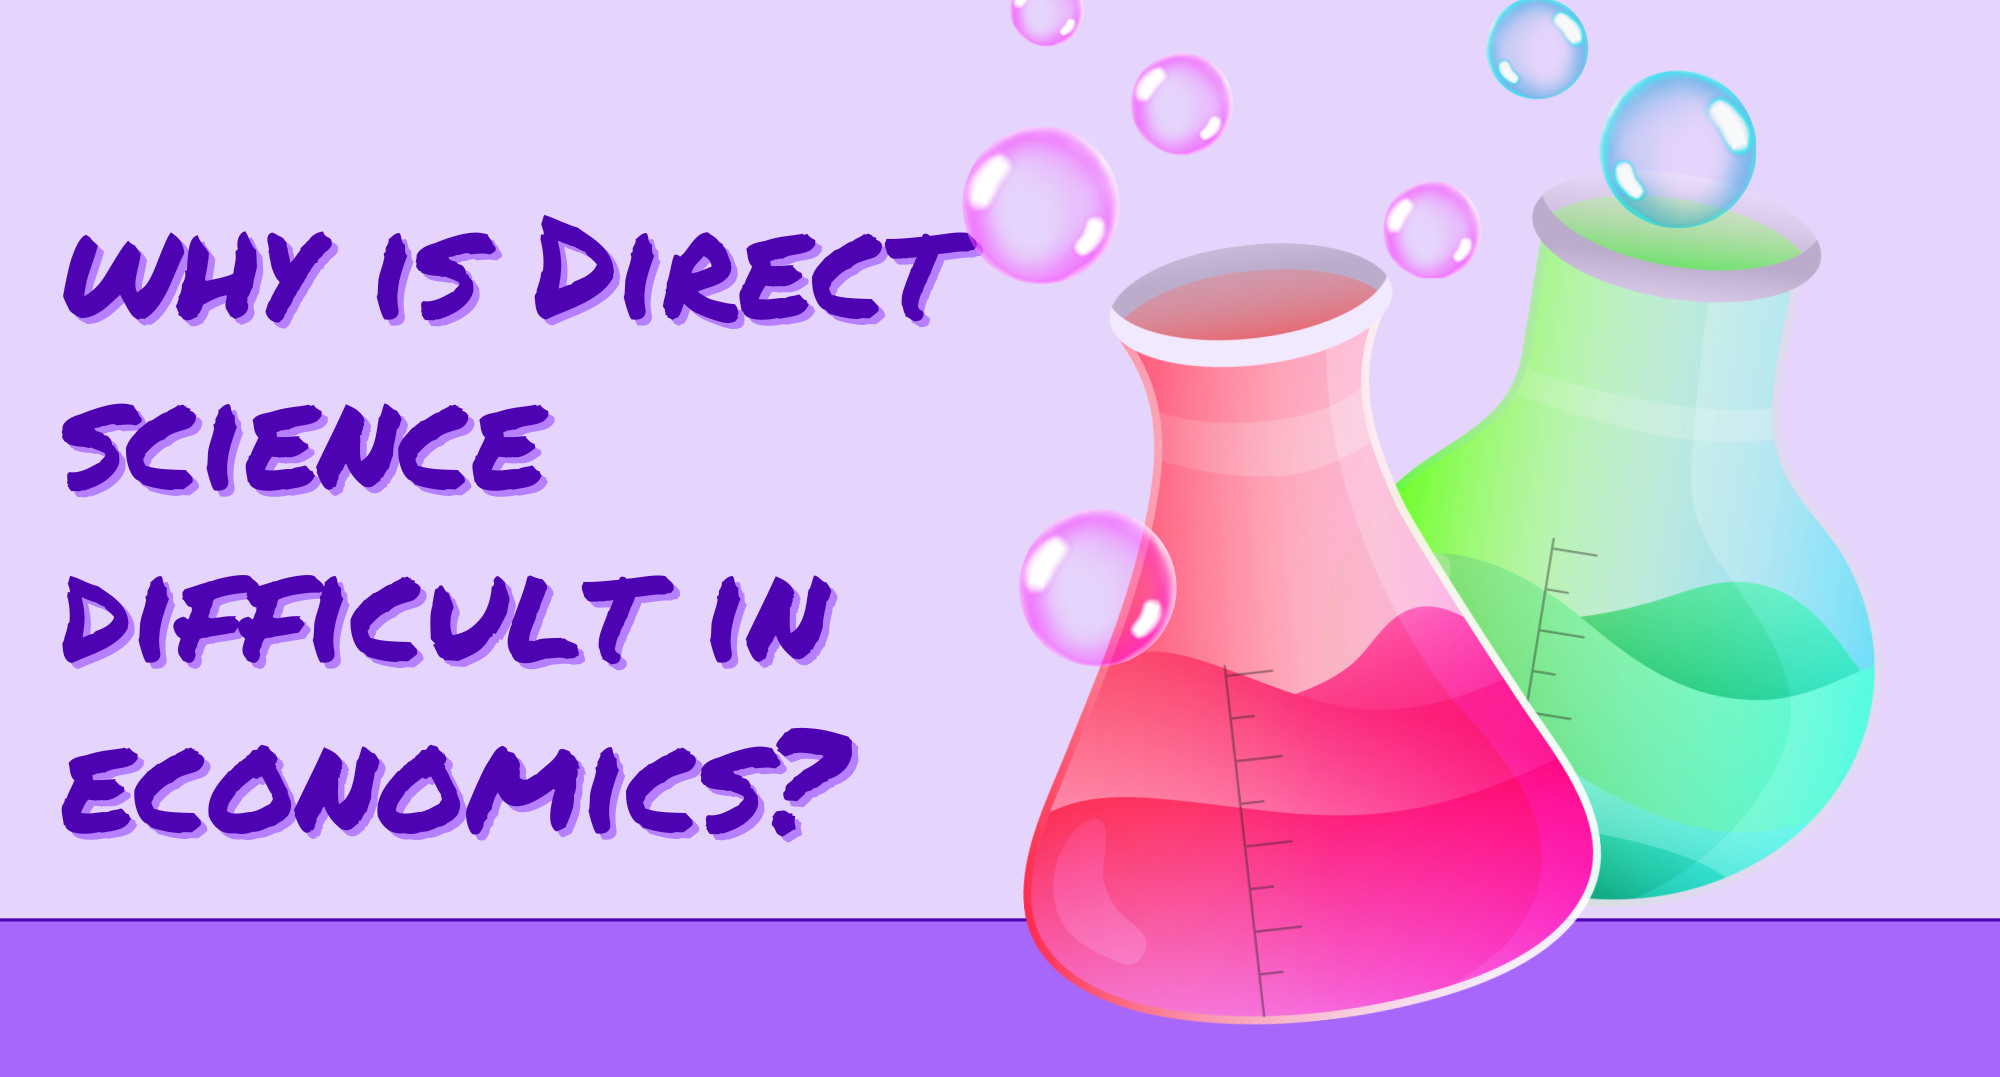 WHY IS DIRECT
SCIENCE
DIFFICULT IN
ECONOMICS?